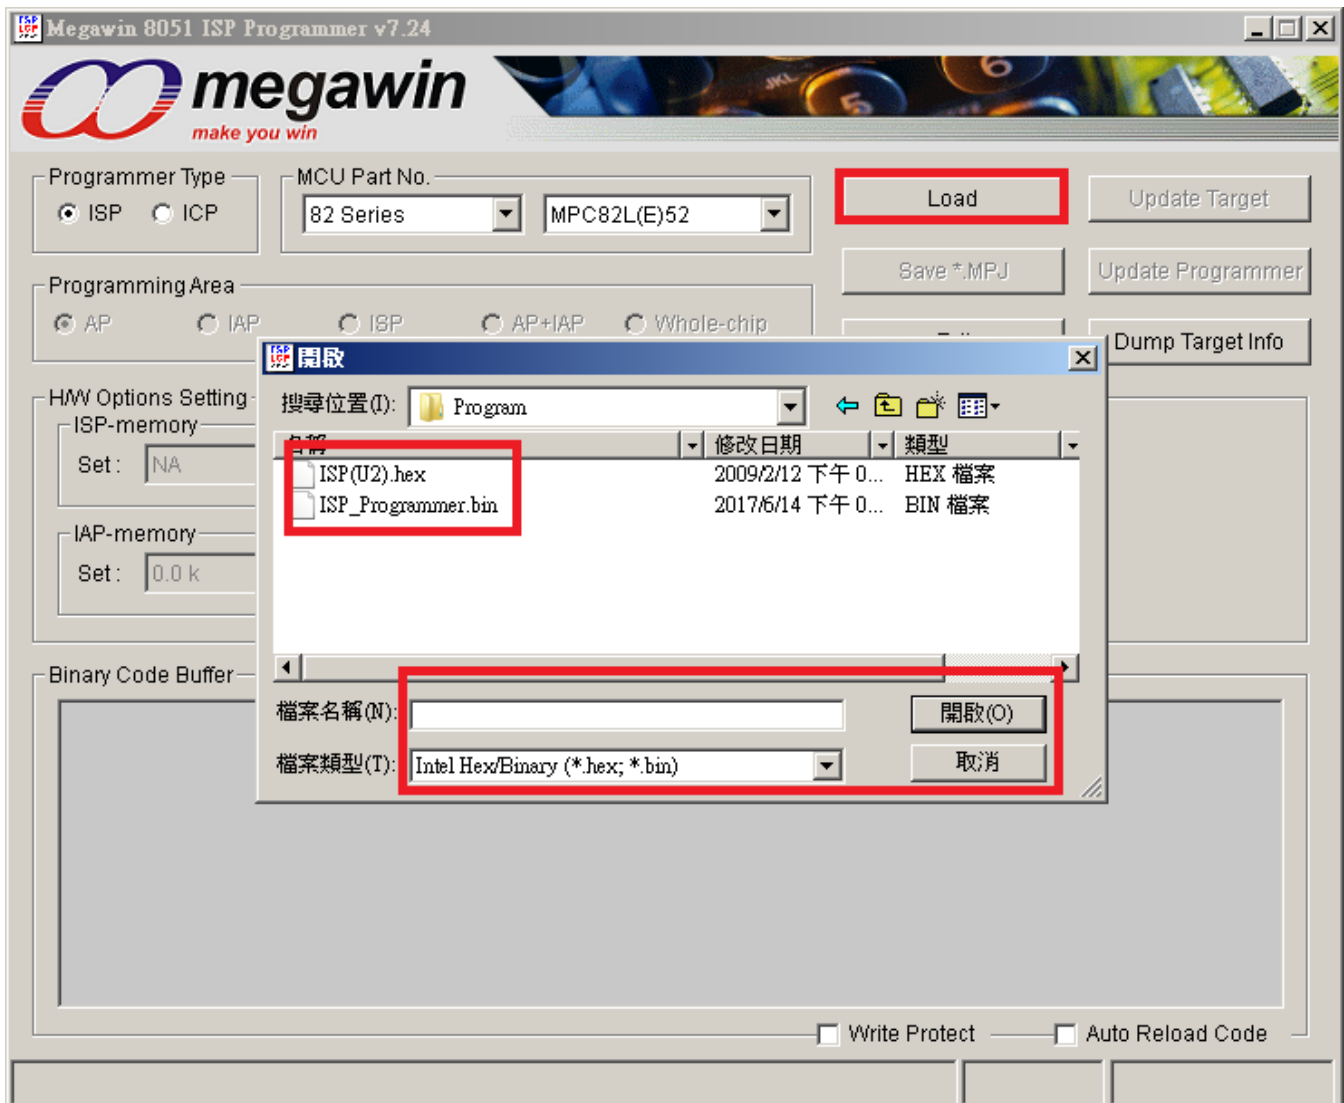 Megawin 8051 ISP Programmer v7.24
megawin
make you win
Programmer Type
ISP ICP
MCU Part No.
82 Series MPC82L(E)52
Load
Update Target
Save *.MPJ
Update Programmer
Programming Area
AP IAP ISP AP+IAP Whole-chip
Dump Target Info
H/W Options Setting
ISP-memory
Set : NA
IAP-memory
Set : 0.0 k
開啟
搜尋位置(I): Program
名稱 修改日期 類型
ISP(U2).hex 2009/2/12 下午 0... HEX 檔案
ISP_Programmer.bin 2017/6/14 下午 0... BIN 檔案
檔案名稱(N): 開啟(O)
檔案類型(T): Intel Hex/Binary (*.hex; *.bin) 取消
Binary Code Buffer
Write Protect Auto Reload Code